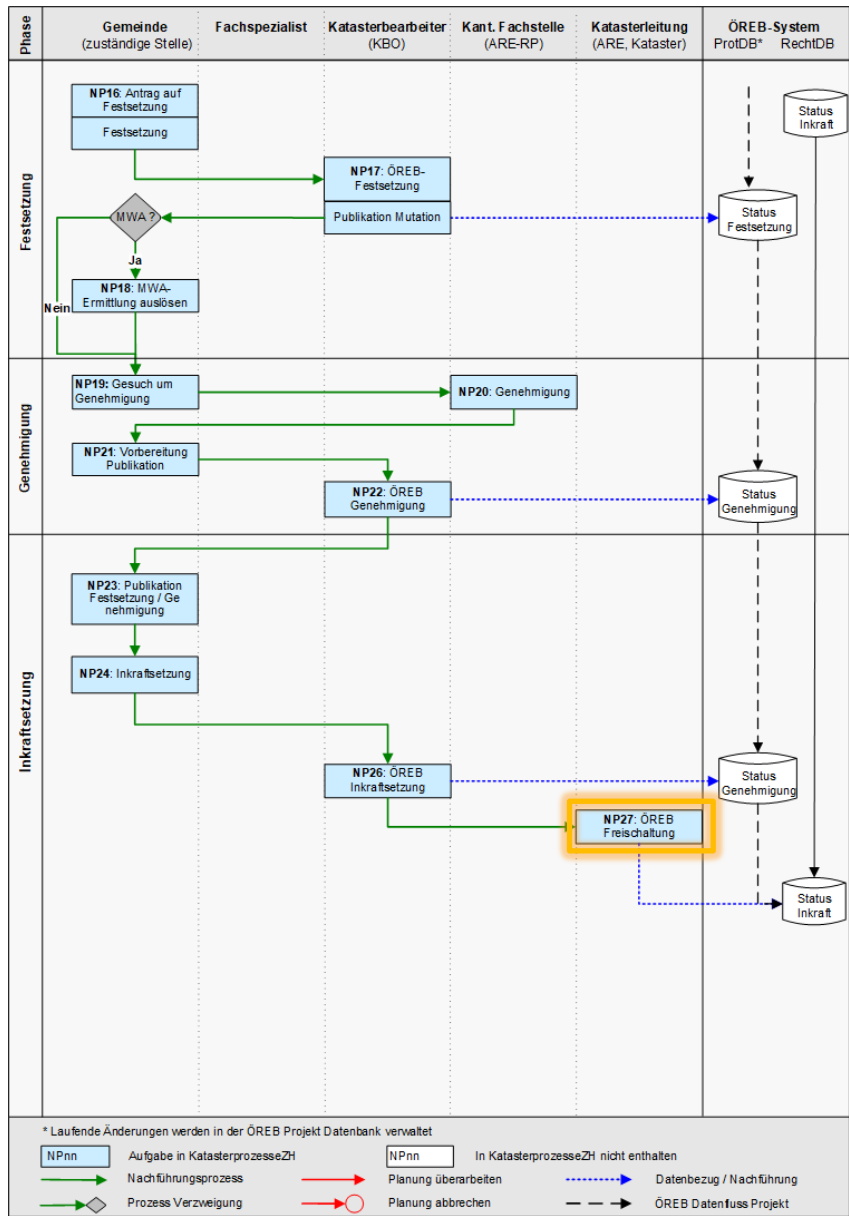 Phase
Gemeinde
(zuständige Stelle)
Fachspezialist
Katasterbearbeiter
(KBO)
Kant. Fachstelle
(ARE-RP)
Katasterleitung
(ARE, Kataster)
ÖREB-System
ProtDB* RechtDB
Festsetzung
NP16: Antrag auf
Festsetzung
Festsetzung
Status
Inkraft
NP17: ÖREB-
Festsetzung
Publikation Mutation
MWA ?
Status
Festsetzung
Ja
Nein
NP18: MWA-
Ermittlung auslösen
Genehmigung
NP19: Gesuch um
Genehmigung
NP20: Genehmigung
NP21: Vorbereitung
Publikation
NP22: ÖREB
Genehmigung
Status
Genehmigung
Inkraftsetzung
NP23: Publikation
Festsetzung / Ge
nehmigung
NP24: Inkraftsetzung
NP26: ÖREB
Inkraftsetzung
Status
Genehmigung
NP27: ÖREB
Freischaltung
Status
Inkraft
* Laufende Änderungen werden in der ÖREB Projekt Datenbank verwaltet
NPnn Aufgabe in KatasterprozesseZH NPnn In KatasterprozesseZH nicht enthalten
Nachführungsprozess Planung überarbeiten Datenbezug / Nachführung
Prozess Verzweigung Planung abbrechen ÖREB Datenfuss Projekt